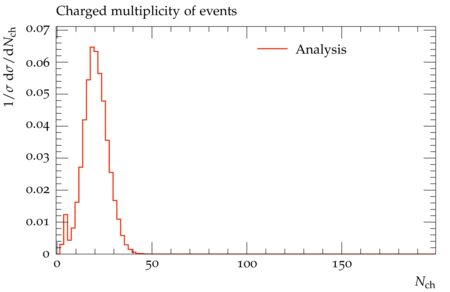 Charged multiplicity of events
1/σ dσ/dN_ch
0.07
0.06
0.05
0.04
0.03
0.02
0.01
0
Analysis
0 50 100 150
N_ch